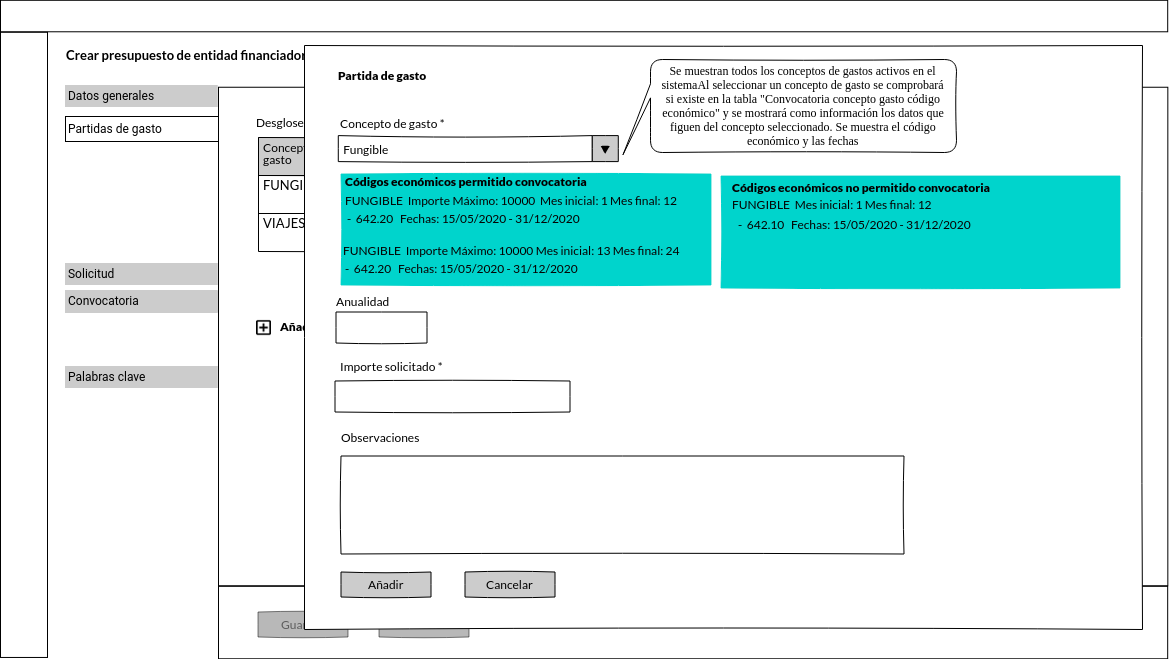 Crear presupuesto de entidad financiador
Datos generales
Partidas de gasto
Solicitud
Convocatoria
Palabras clave
Desglose
Concep
gasto
FUNGI
VIAJES
Aña
Gua
Partida de gasto
Se muestran todos los conceptos de gastos activos en el
sistemaAl seleccionar un concepto de gasto se comprobará
si existe en la tabla "Convocatoria concepto gasto código
económico" y se mostrará como información los datos que
figuen del concepto seleccionado. Se muestra el código
económico y las fechas
Concepto de gasto *
Fungible
Códigos económicos permitido convocatoria
FUNGIBLE Importe Máximo: 10000 Mes inicial: 1 Mes final: 12
- 642.20 Fechas: 15/05/2020 - 31/12/2020
FUNGIBLE Importe Máximo: 10000 Mes inicial: 13 Mes final: 24
- 642.20 Fechas: 15/05/2020 - 31/12/2020
Códigos económicos no permitido convocatoria
FUNGIBLE Mes inicial: 1 Mes final: 12
- 642.10 Fechas: 15/05/2020 - 31/12/2020
Anualidad
Importe solicitado *
Observaciones
Añadir
Cancelar